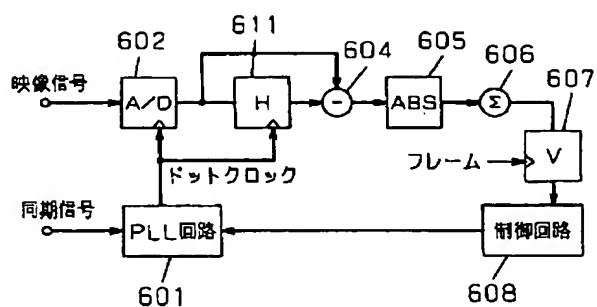 602
611
604
605
606
607
映像信号
A/D
H
-
ABS
Σ
V
フレーム
ドットクロック
同期信号
PLL回路
制御回路
601
608